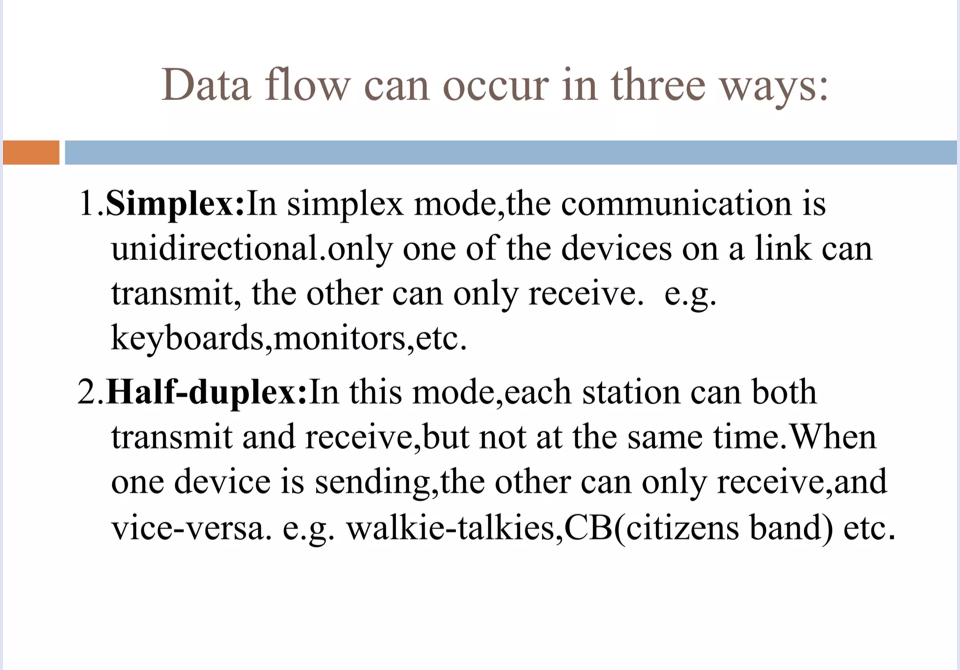 Data flow can occur in three ways:
1.Simplex:In simplex mode,the communication is
unidirectional.only one of the devices on a link can
transmit, the other can only receive.  e.g.
keyboards,monitors,etc.
2.Half-duplex:In this mode,each station can both
transmit and receive,but not at the same time.When
one device is sending,the other can only receive,and
vice-versa. e.g. walkie-talkies,CB(citizens band) etc.